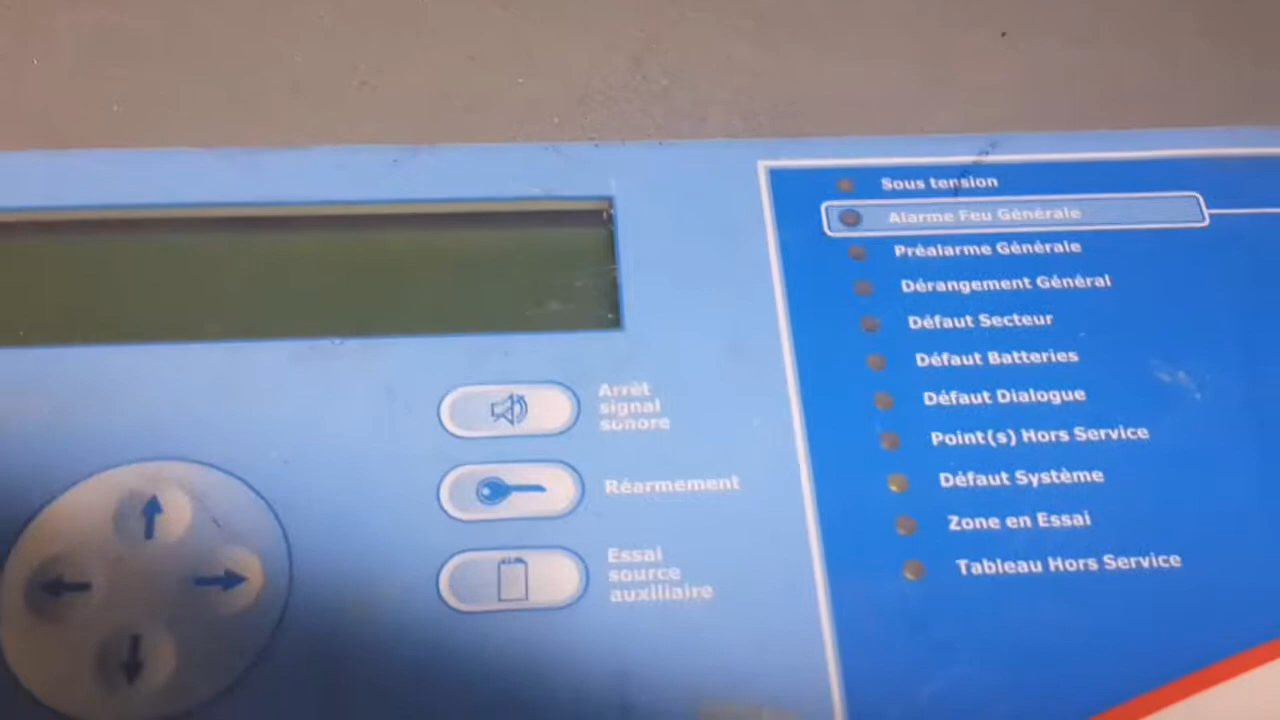 Sous tension
Alarme Feu Générale
Préalarme Générale
Dérangement Général
Défaut Secteur
Défaut Batteries
Défaut Dialogue
Point(s) Hors Service
Défaut Système
Zone en Essai
Tableau Hors Service
Arrêt
signal
sonore
Réarmement
Essai
source
auxiliaire